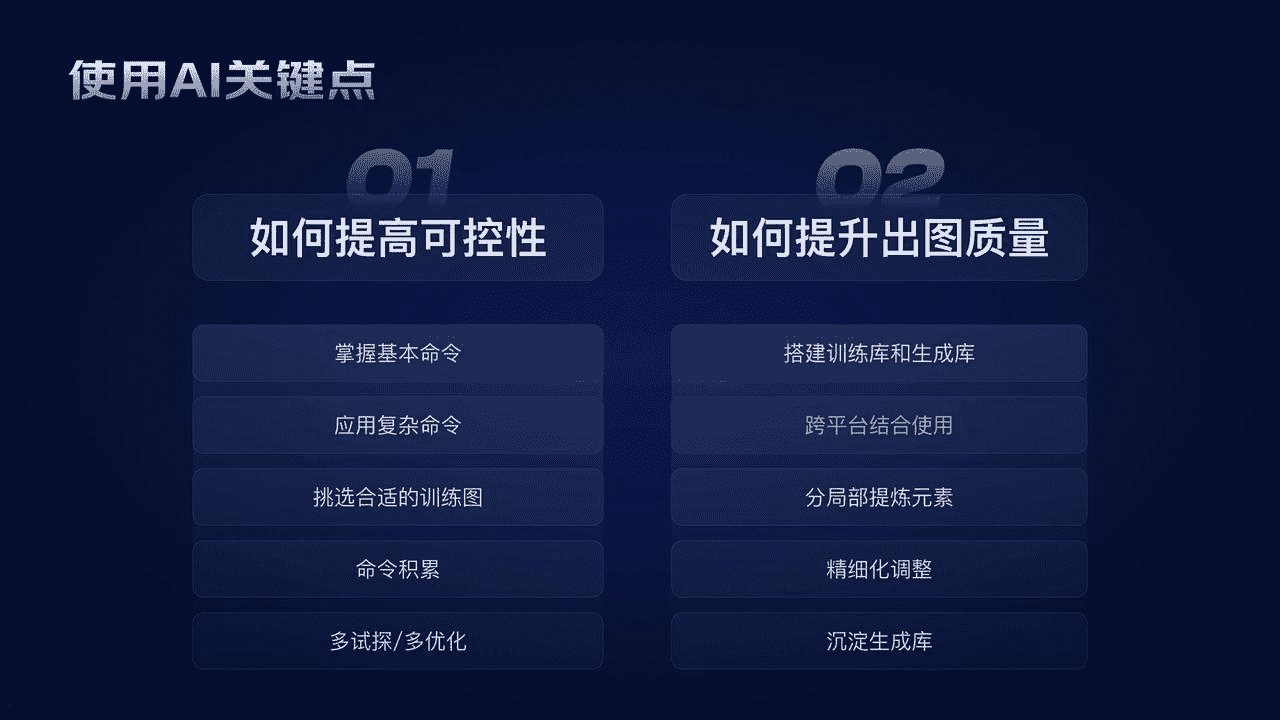 使用AI关键点
01
如何提高可控性
掌握基本命令
应用复杂命令
挑选合适的训练图
命令积累
多试探/多优化
02
如何提升出图质量
搭建训练库和生成库
跨平台结合使用
分局部提炼元素
精细化调整
沉淀生成库